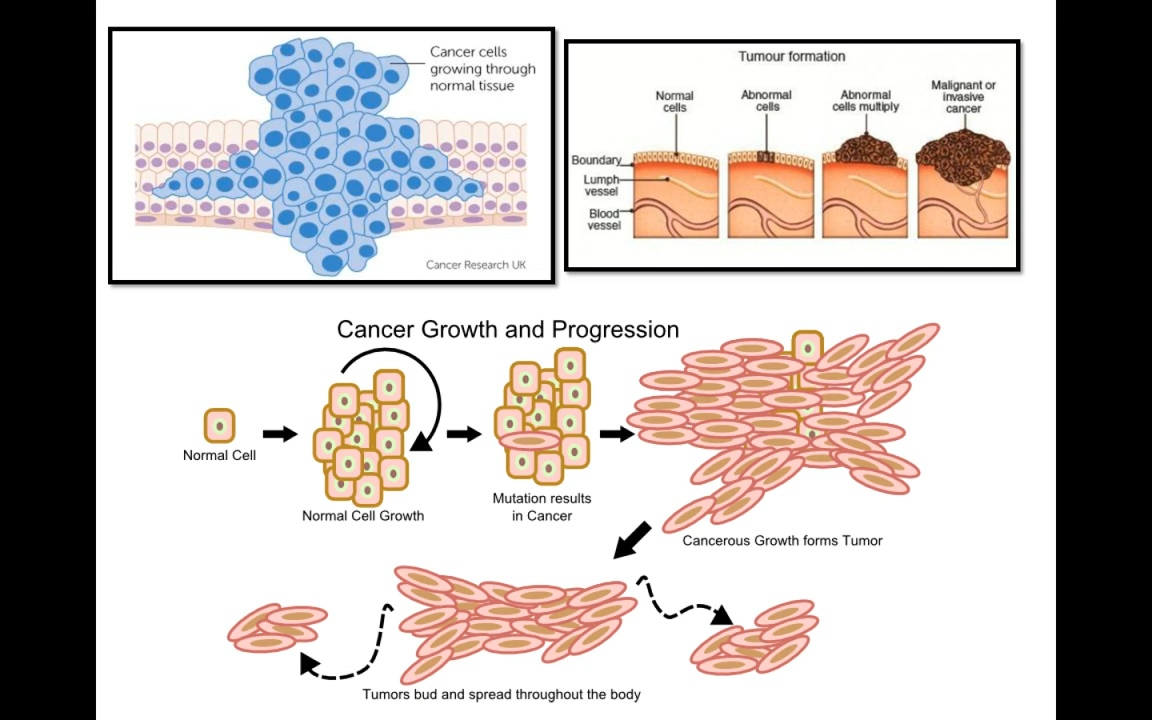 Cancer cells
growing through
normal tissue
Cancer Research UK
Tumour formation
Normal
cells
Abnormal
cells
Abnormal
cells multiply
Malignant or
invasive
cancer
Boundary
Lumph
vessel
Blood
vessel
Cancer Growth and Progression
Normal Cell
Normal Cell Growth
Mutation results
in Cancer
Cancerous Growth forms Tumor
Tumors bud and spread throughout the body